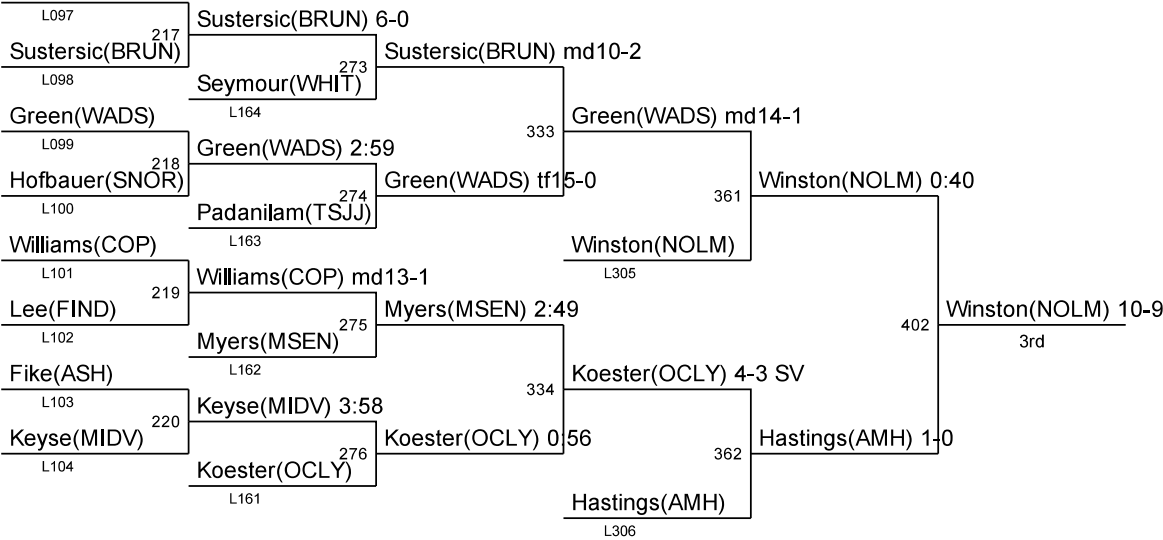 L097
217
Sustersic(BRUN) 6-0
Sustersic(BRUN)
L098
273
Sustersic(BRUN) md10-2
Seymour(WHIT)
L164
Green(WADS)
L099
333
Green(WADS) md14-1
218
Green(WADS) 2:59
Hofbauer(SNOR)
L100
274
Green(WADS) tf15-0
Padanilam(TSJJ)
L163
361
Winston(NOLM) 0:40
Williams(COP)
L101
Winston(NOLM)
L305
219
Williams(COP) md13-1
Lee(FIND)
L102
275
Myers(MSEN) 2:49
Myers(MSEN)
L162
402
Winston(NOLM) 10-9
3rd
Fike(ASH)
L103
334
Koester(OCLY) 4-3 SV
220
Keyse(MIDV) 3:58
Keyse(MIDV)
L104
276
Koester(OCLY) 0:56
Koester(OCLY)
L161
362
Hastings(AMH) 1-0
Hastings(AMH)
L306